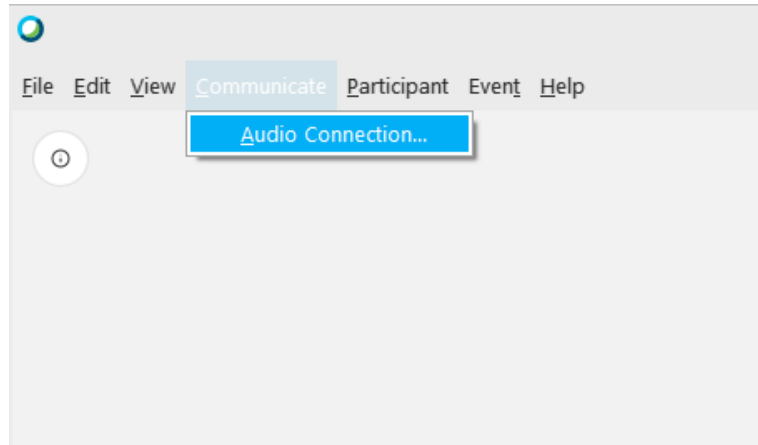 File Edit View Communicate Participant Event Help
Audio Connection...